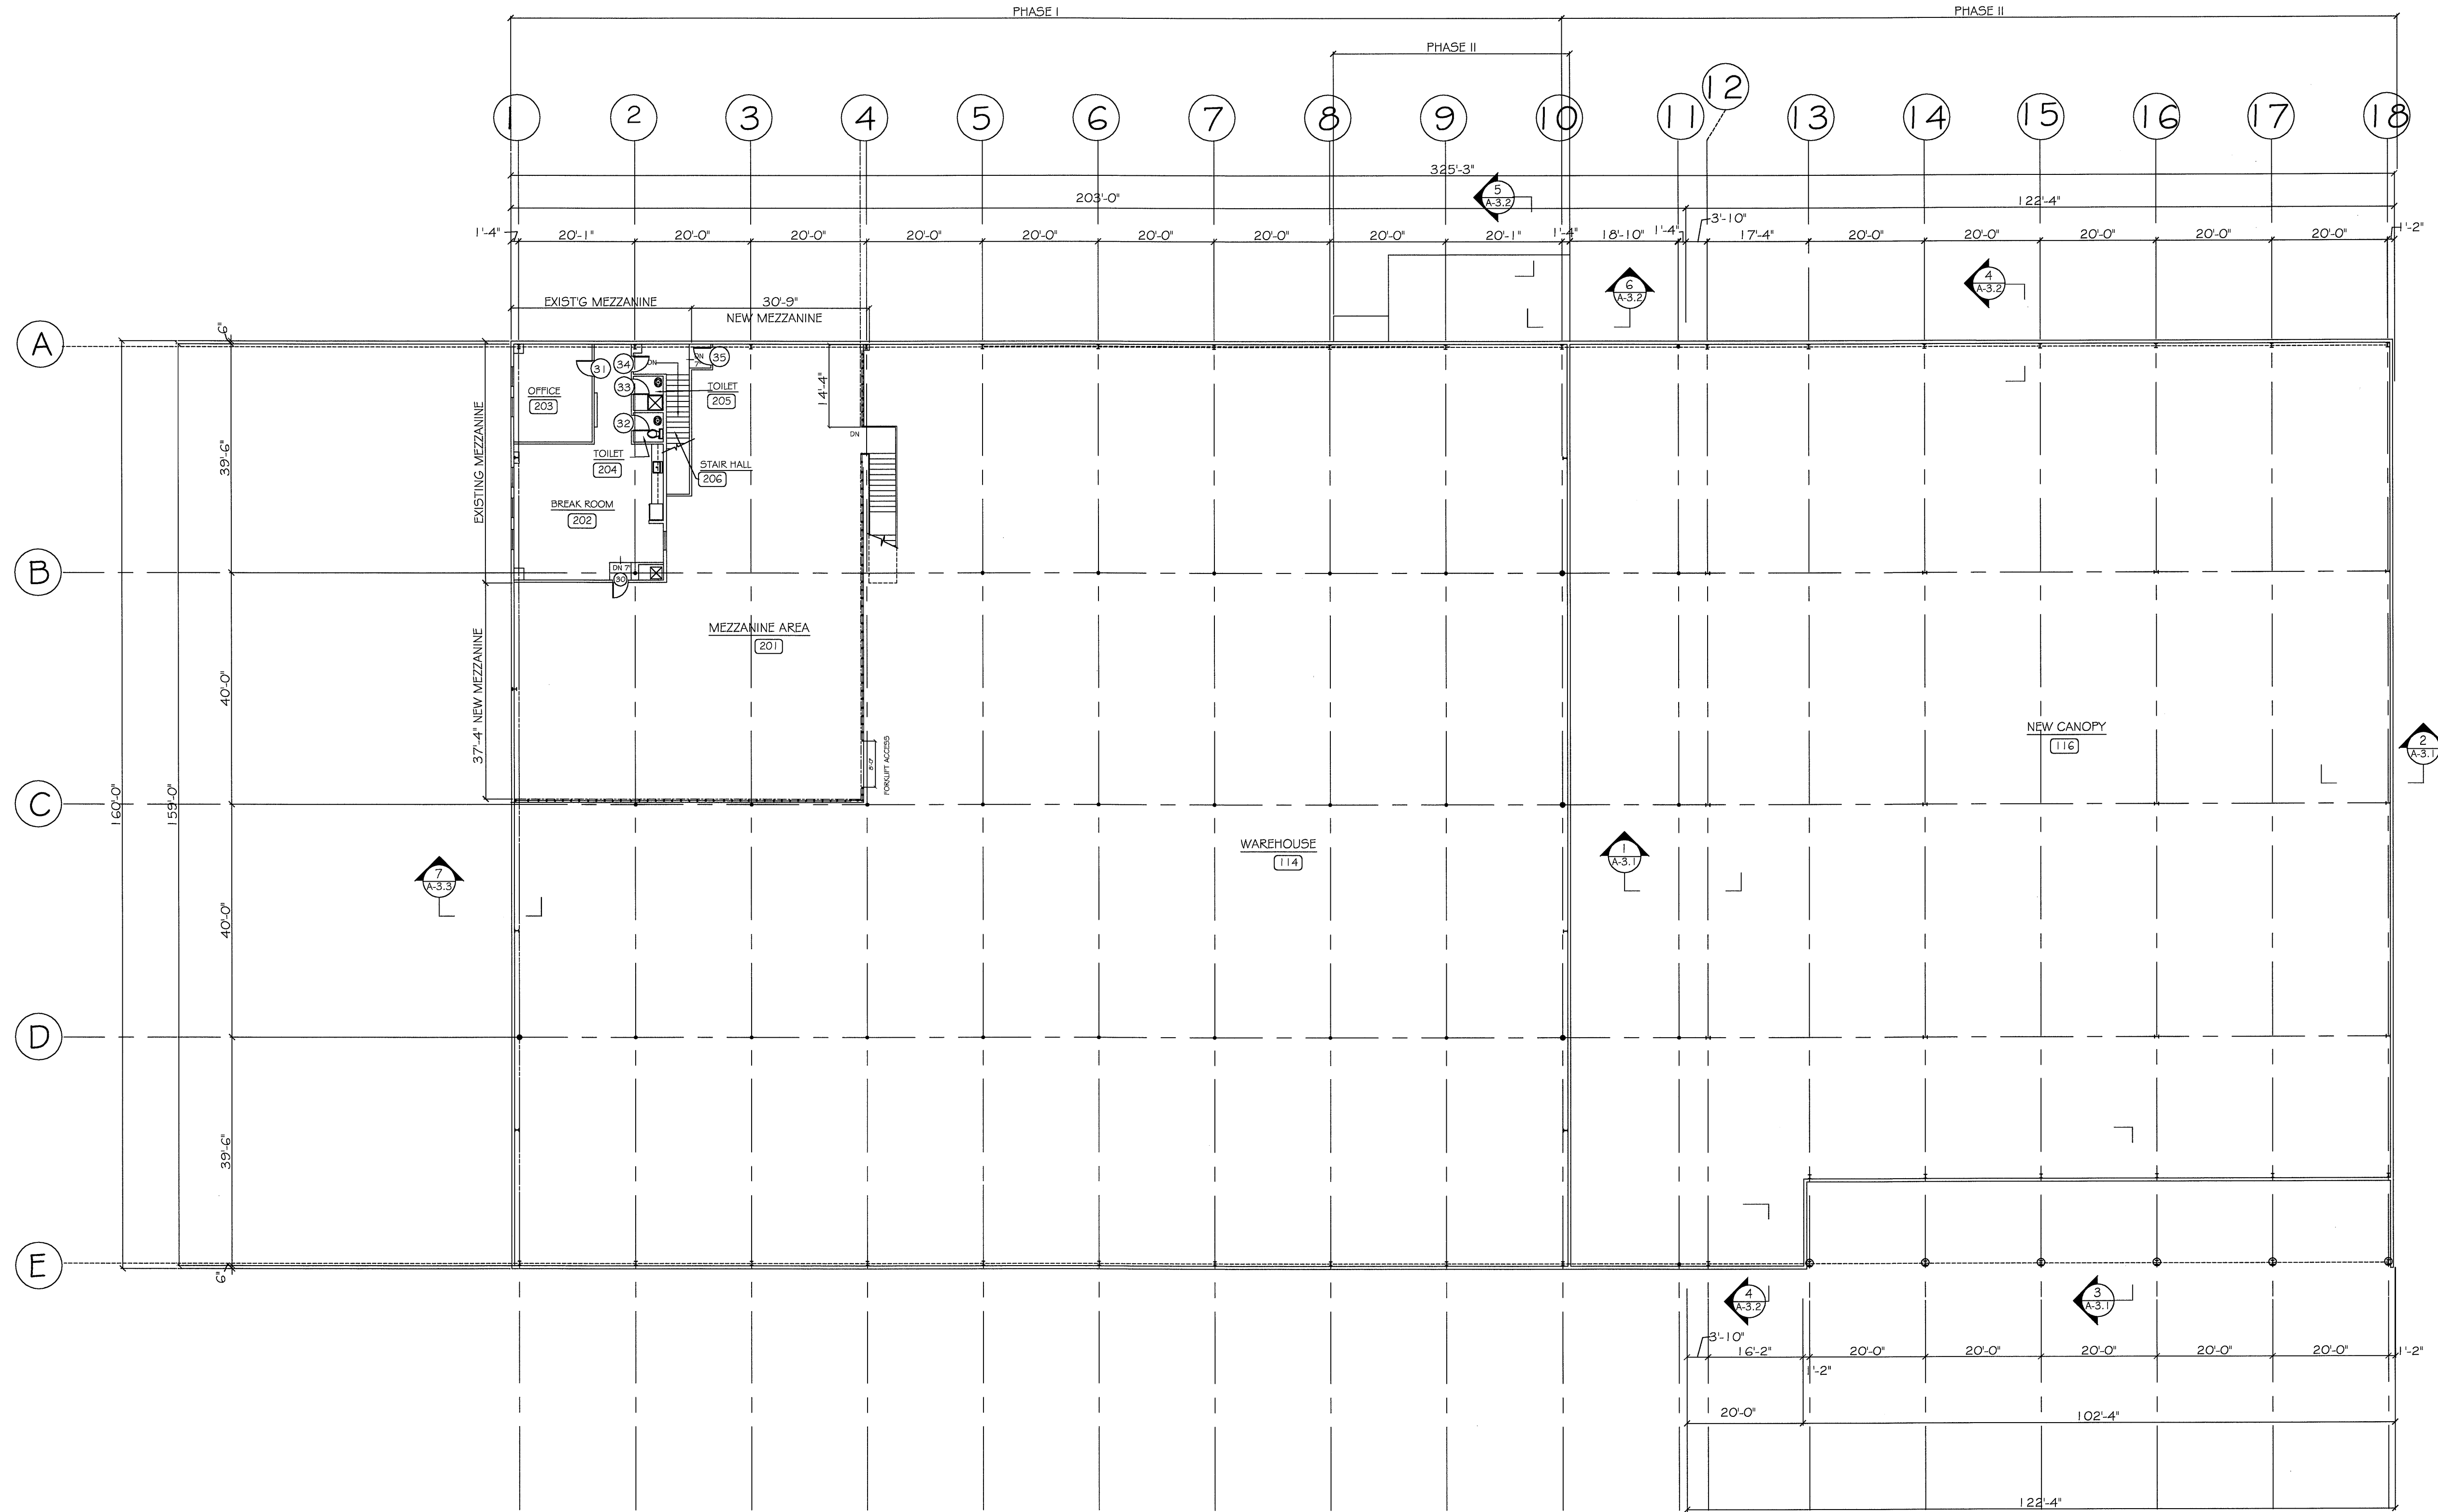 PHASE I
PHASE II
PHASE II
1 2 3 4 5 6 7 8 9 10 11 12 13 14 15 16 17 18
325'-3"
5
A-3.2
203'-0"
122'-4"
3'-10"
1'-4" 20'-1" 20'-0" 20'-0" 20'-0" 20'-0" 20'-0" 20'-0" 20'-0" 20'-1" 1'-4" 18'-10" 1'-4" 17'-4" 20'-0" 20'-0" 20'-0" 20'-0" 20'-0" 1'-2"
6
A-3.2
4
A-3.2
EXIST'G MEZZANINE
30'-9"
NEW MEZZANINE
A
6"
31
34
DN
DN
7"
35
OFFICE
203
33
TOILET
205
14'-4"
32
DN
TOILET
204
STAIR HALL
206
39'-6"
EXISTING MEZZANINE
BREAK ROOM
202
B
DN 7"
30
MEZZANINE AREA
201
40'-0"
37'-4" NEW MEZZANINE
8'-0"
FORKLIFT ACCESS
NEW CANOPY
116
2
A-3.1
C
160'-0"
159'-0"
WAREHOUSE
114
1
A-3.1
7
A-3.3
40'-0"
D
39'-6"
E
6"
4
A-3.2
3
A-3.1
3'-10"
16'-2" 20'-0" 20'-0" 20'-0" 20'-0" 20'-0" 1'-2"
1'-2"
20'-0"
102'-4"
122'-4"